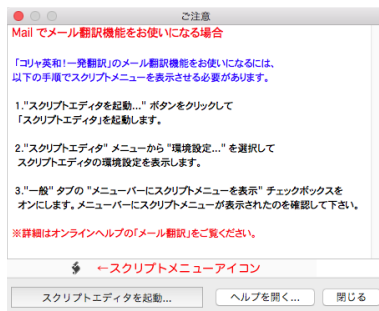 ご注意
Mail でメール翻訳機能をお使いになる場合
「コリャ英和!一発翻訳」のメール翻訳機能をお使いになるには、
以下の手順でスクリプトメニューを表示させる必要があります。
1."スクリプトエディタを起動..." ボタンをクリックして
「スクリプトエディタ」を起動します。
2."スクリプトエディタ" メニューから "環境設定..." を選択して
スクリプトエディタの環境設定を表示します。
3."一般" タブの "メニューバーにスクリプトメニューを表示" チェックボックスを
オンにします。メニューバーにスクリプトメニューが表示されたのを確認して下さい。
※詳細はオンラインヘルプの「メール翻訳」をご覧ください。
←スクリプトメニューアイコン
スクリプトエディタを起動... ヘルプを開く... 閉じる